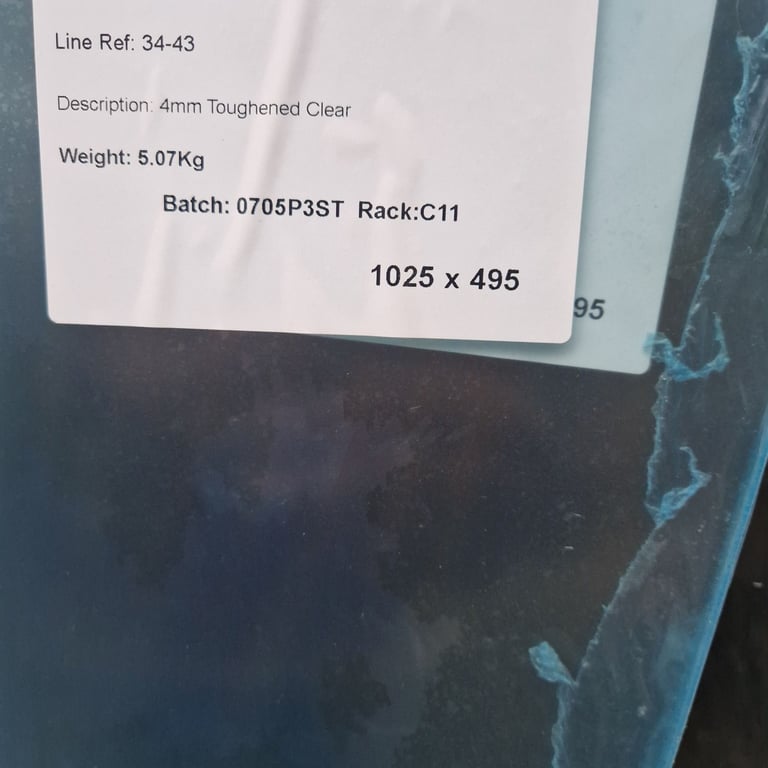 Line Ref: 34-43
Description: 4mm Toughened Clear
Weight: 5.07Kg
Batch: 0705P3ST Rack:C11
1025 x 495
95